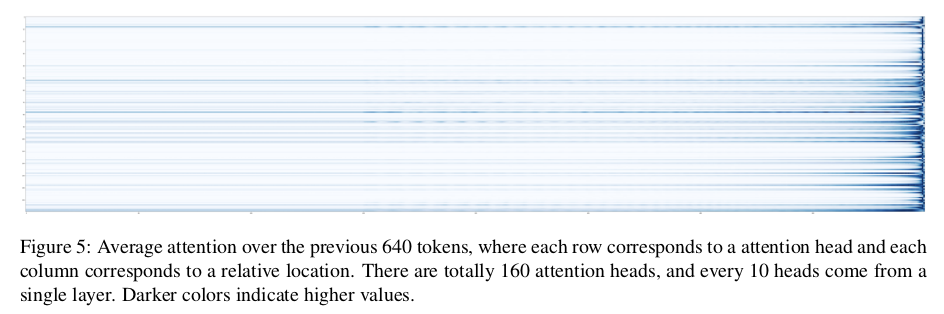 Figure 5: Average attention over the previous 640 tokens, where each row corresponds to a attention head and each
column corresponds to a relative location. There are totally 160 attention heads, and every 10 heads come from a
single layer. Darker colors indicate higher values.